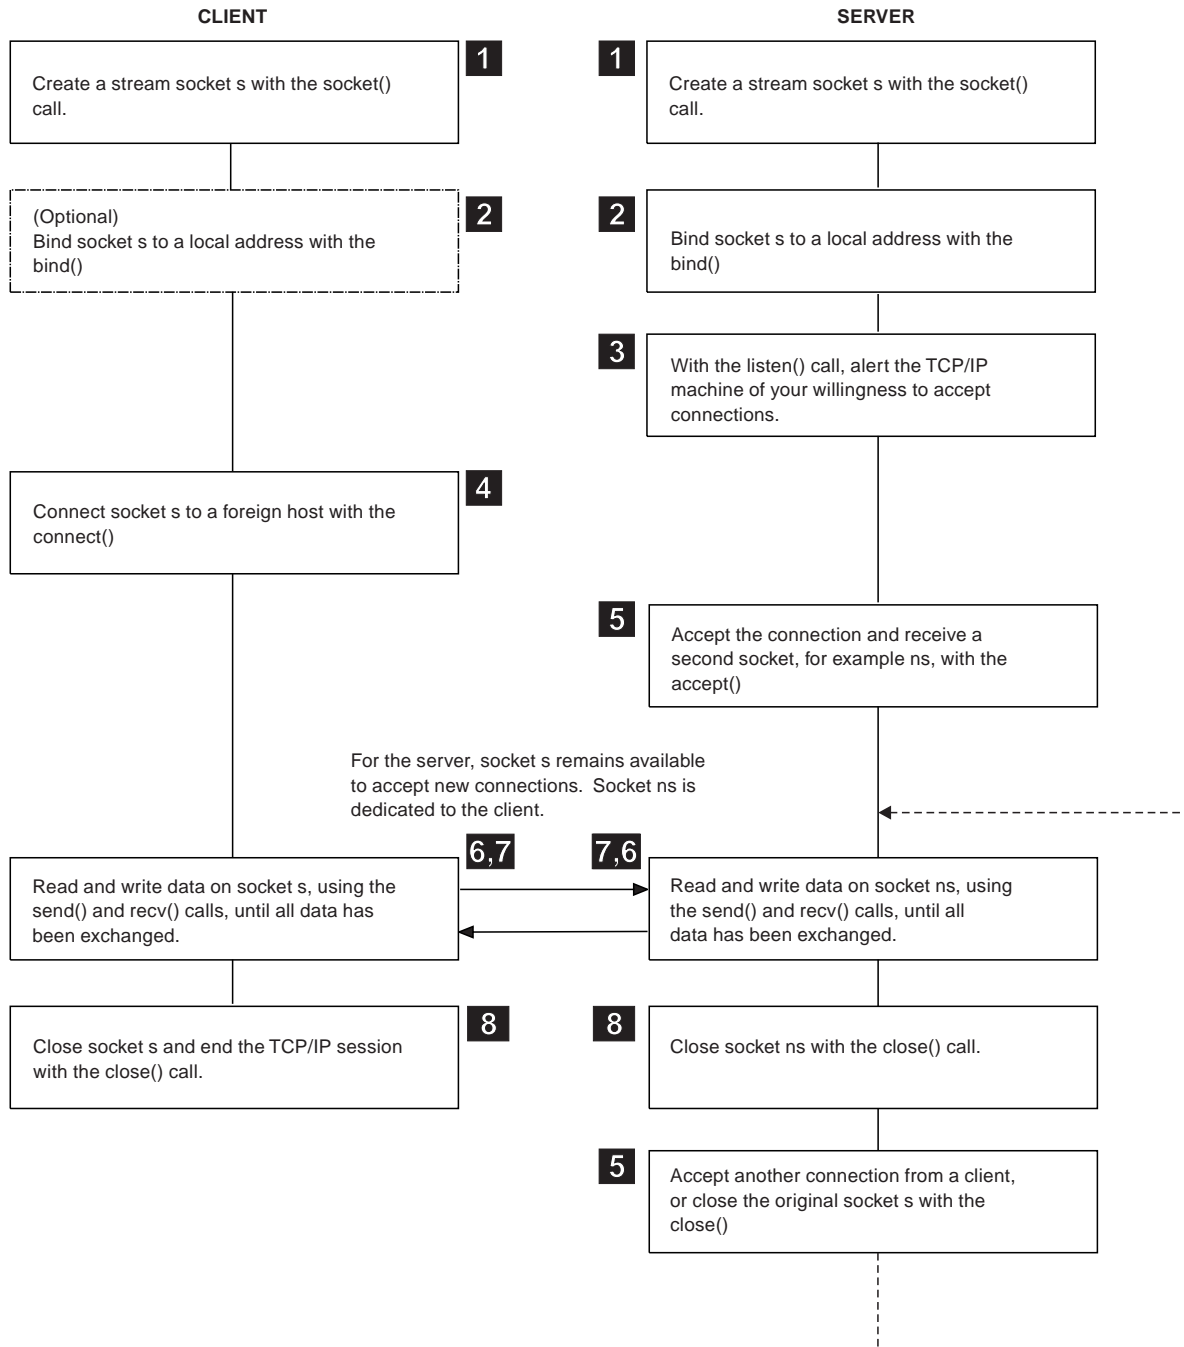 CLIENT
SERVER
1
1
Create a stream socket s with the socket()
call.
Create a stream socket s with the socket()
call.
2
2
(Optional)
Bind socket s to a local address with the
bind()
Bind socket s to a local address with the
bind()
3
With the listen() call, alert the TCP/IP
machine of your willingness to accept
connections.
4
Connect socket s to a foreign host with the
connect()
5
Accept the connection and receive a
second socket, for example ns, with the
accept()
For the server, socket s remains available
to accept new connections. Socket ns is
dedicated to the client.
6,7
7,6
Read and write data on socket s, using the
send() and recv() calls, until all data has
been exchanged.
Read and write data on socket ns, using
the send() and recv() calls, until all
data has been exchanged.
8
8
Close socket s and end the TCP/IP session
with the close() call.
Close socket ns with the close() call.
5
Accept another connection from a client,
or close the original socket s with the
close()